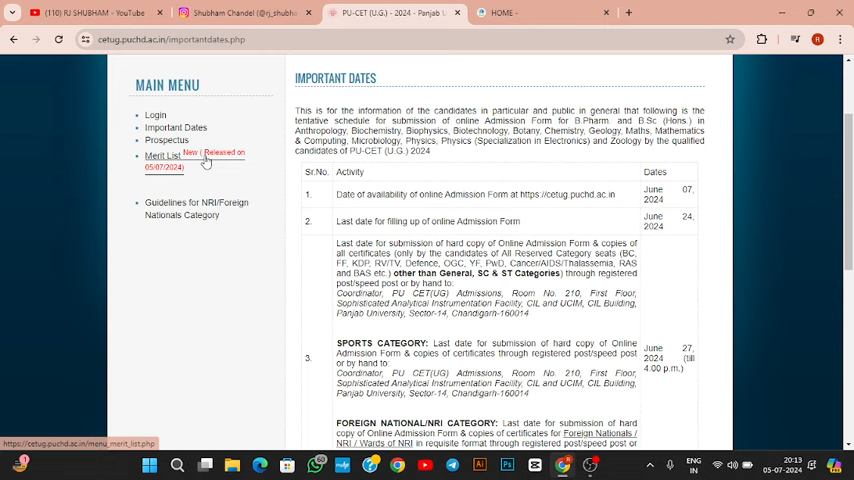 (110) RJ SHUBHAM - YouTube
Shubham Chandel (@rj_shubha
PU-CET (U.G.) - 2024 - Panjab U
HOME -
cetug.puchd.ac.in/importantdates.php
R
MAIN MENU
Login
Important Dates
Prospectus
Merit List New ( Released on
05/07/2024)
Guidelines for NRI/Foreign
Nationals Category
IMPORTANT DATES
This is for the information of the candidates in particular and public in general that following is the
tentative schedule for submission of online Admission Form for B.Pharm. and B.Sc (Hons.) in
Anthropology, Biochemistry, Biophysics, Biotechnology, Botany, Chemistry, Geology, Maths, Mathematics
& Computing, Microbiology, Physics, Physics (Specialization in Electronics) and Zoology by the qualified
candidates of PU-CET (U.G.) 2024
Sr.No. Activity Dates
1. Date of availability of online Admission Form at https://cetug.puchd.ac.in June 07,
2024
2. Last date for filling up of online Admission Form June 24,
2024
Last date for submission of hard copy of Online Admission Form & copies of
all certificates (only by the candidates of All Reserved Category seats (BC,
FF, KDP, RV/TV, Defence, OGC, YF, PwD, Cancer/AIDS/Thalassemia, RAS
and BAS etc.) other than General, SC & ST Categories) through registered
post/speed post or by hand to:
Coordinator, PU CET(UG) Admissions, Room No. 210, First Floor,
Sophisticated Analytical Instrumentation Facility, CIL and UCIM, CIL Building,
Panjab University, Sector-14, Chandigarh-160014
3. SPORTS CATEGORY: Last date for submission of hard copy of Online
Admission Form & copies of certificates through registered post/speed post
or by hand to:
Coordinator, PU CET(UG) Admissions, Room No. 210, First Floor,
Sophisticated Analytical Instrumentation Facility, CIL and UCIM, CIL Building,
Panjab University, Sector-14, Chandigarh-160014
June 27,
2024 (till
4.00 p.m.)
FOREIGN NATIONAL/NRI CATEGORY: Last date for submission of hard
copy of Online Admission Form & copies of certificates for Foreign Nationals /
NRI / Wards of NRI in requisite format through registered post/speed post or
https://cetug.puchd.ac.in/menu_merit_list.php
ENG
IN
20:13
05-07-2024